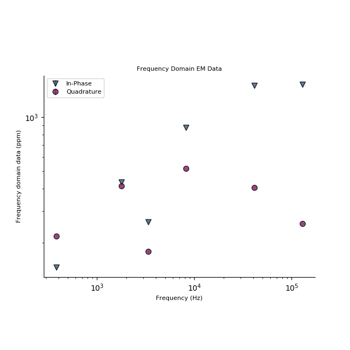 Frequency Domain EM Data
In-Phase
Quadrature
Frequency domain data (ppm)
10³
10³
10⁴
10⁵
Frequency (Hz)